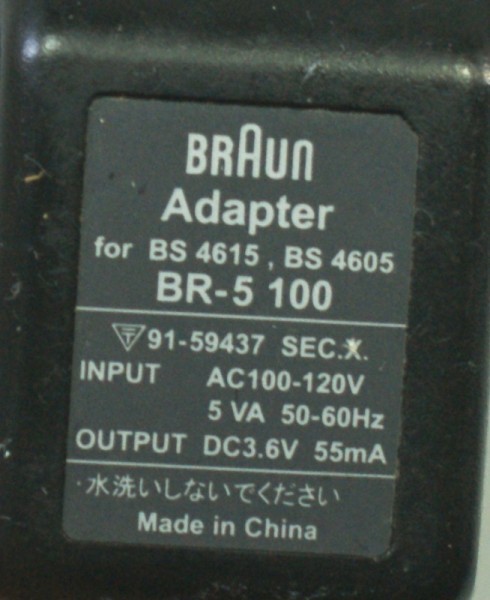 BRAUN
Adapter
for BS 4615 , BS 4605
BR-5 100
91-59437 SEC.X.
INPUT AC100-120V
5 VA 50-60Hz
OUTPUT DC3.6V 55mA
・水洗いしないでください
Made in China